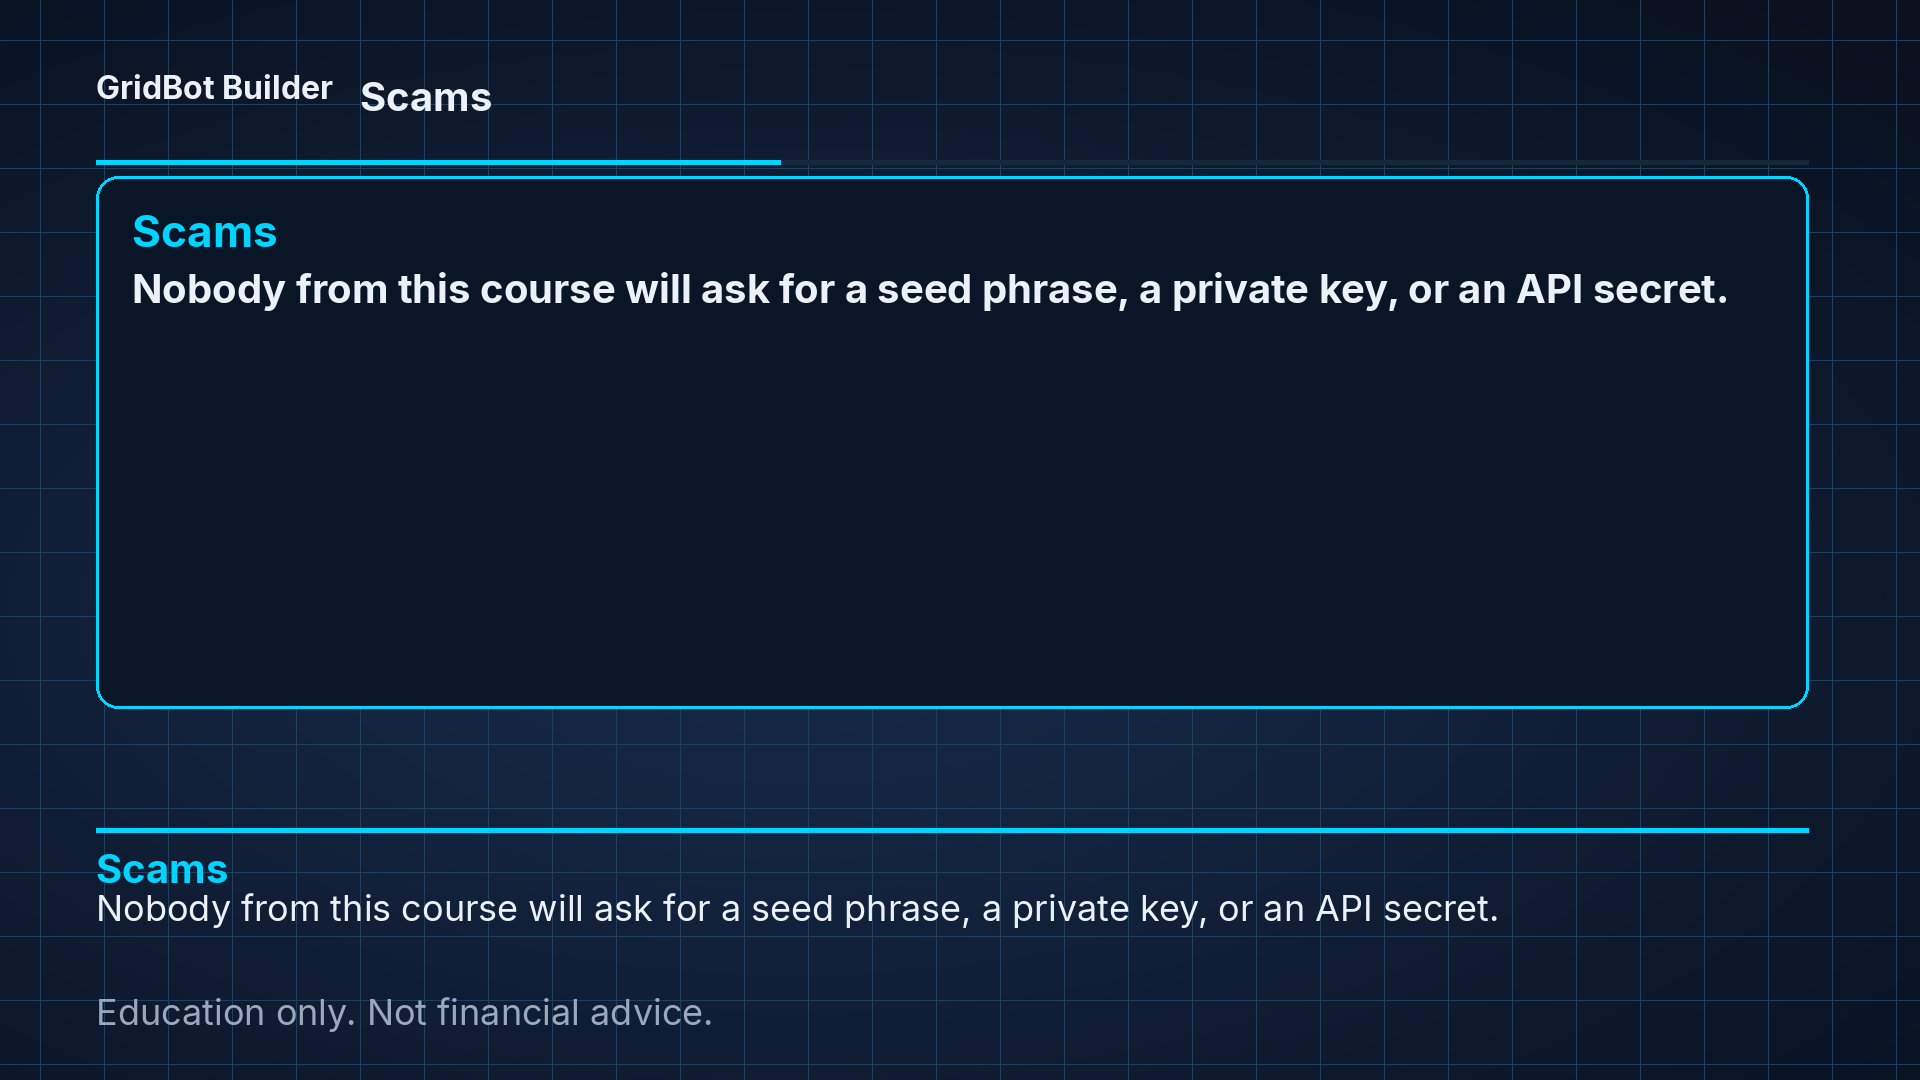 GridBot Builder Scams
Scams
Nobody from this course will ask for a seed phrase, a private key, or an API secret.
Scams
Nobody from this course will ask for a seed phrase, a private key, or an API secret.
Education only. Not financial advice.